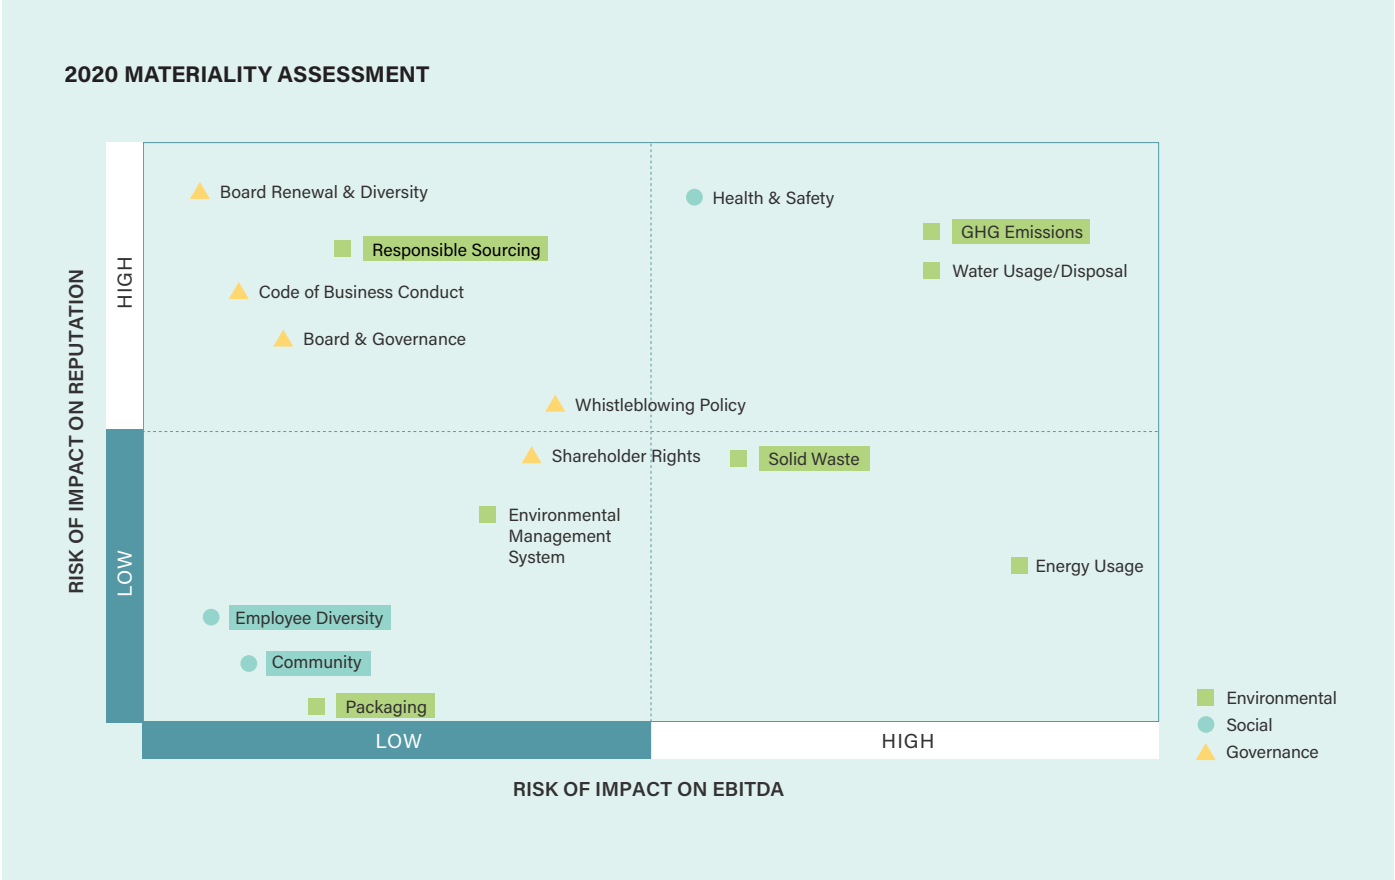 2020 MATERIALITY ASSESSMENT
RISK OF IMPACT ON REPUTATION
HIGH
LOW
Board Renewal & Diversity
Responsible Sourcing
Code of Business Conduct
Board & Governance
Whistleblowing Policy
Health & Safety
GHG Emissions
Water Usage/Disposal
Shareholder Rights
Environmental
Management
System
Employee Diversity
Community
Packaging
Solid Waste
Energy Usage
LOW
HIGH
RISK OF IMPACT ON EBITDA
Environmental
Social
Governance